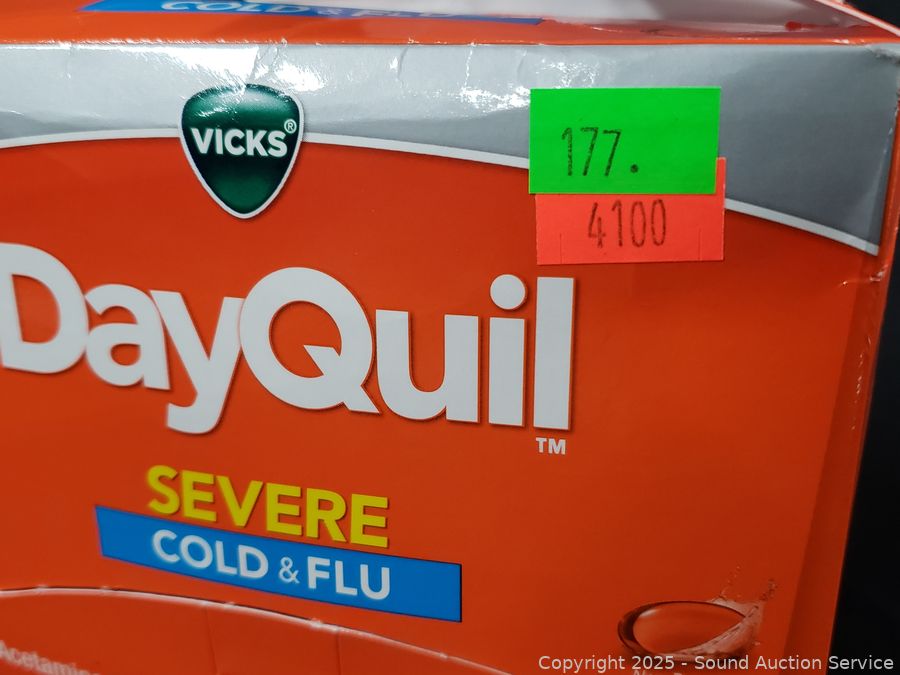 COLD & FLU
VICKS®
177.
4100
DayQuil
TM
SEVERE
COLD & FLU
Copyright 2025 - Sound Auction Service